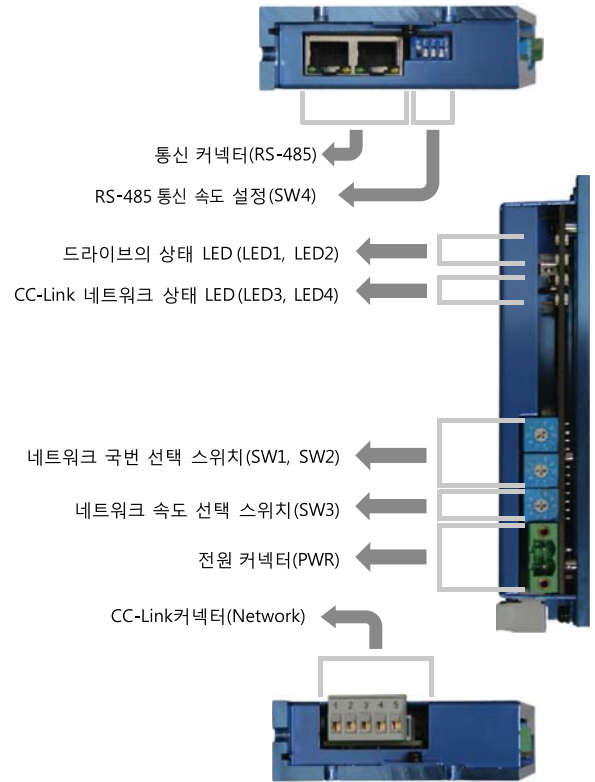 통신 커넥터(RS-485)
RS-485 통신 속도 설정(SW4)
드라이브의 상태 LED(LED1, LED2)
CC-Link 네트워크 상태 LED(LED3, LED4)
네트워크 국번 선택 스위치(SW1, SW2)
네트워크 속도 선택 스위치(SW3)
전원 커넥터(PWR)
CC-Link커넥터(Network)
1 2 3 4 5